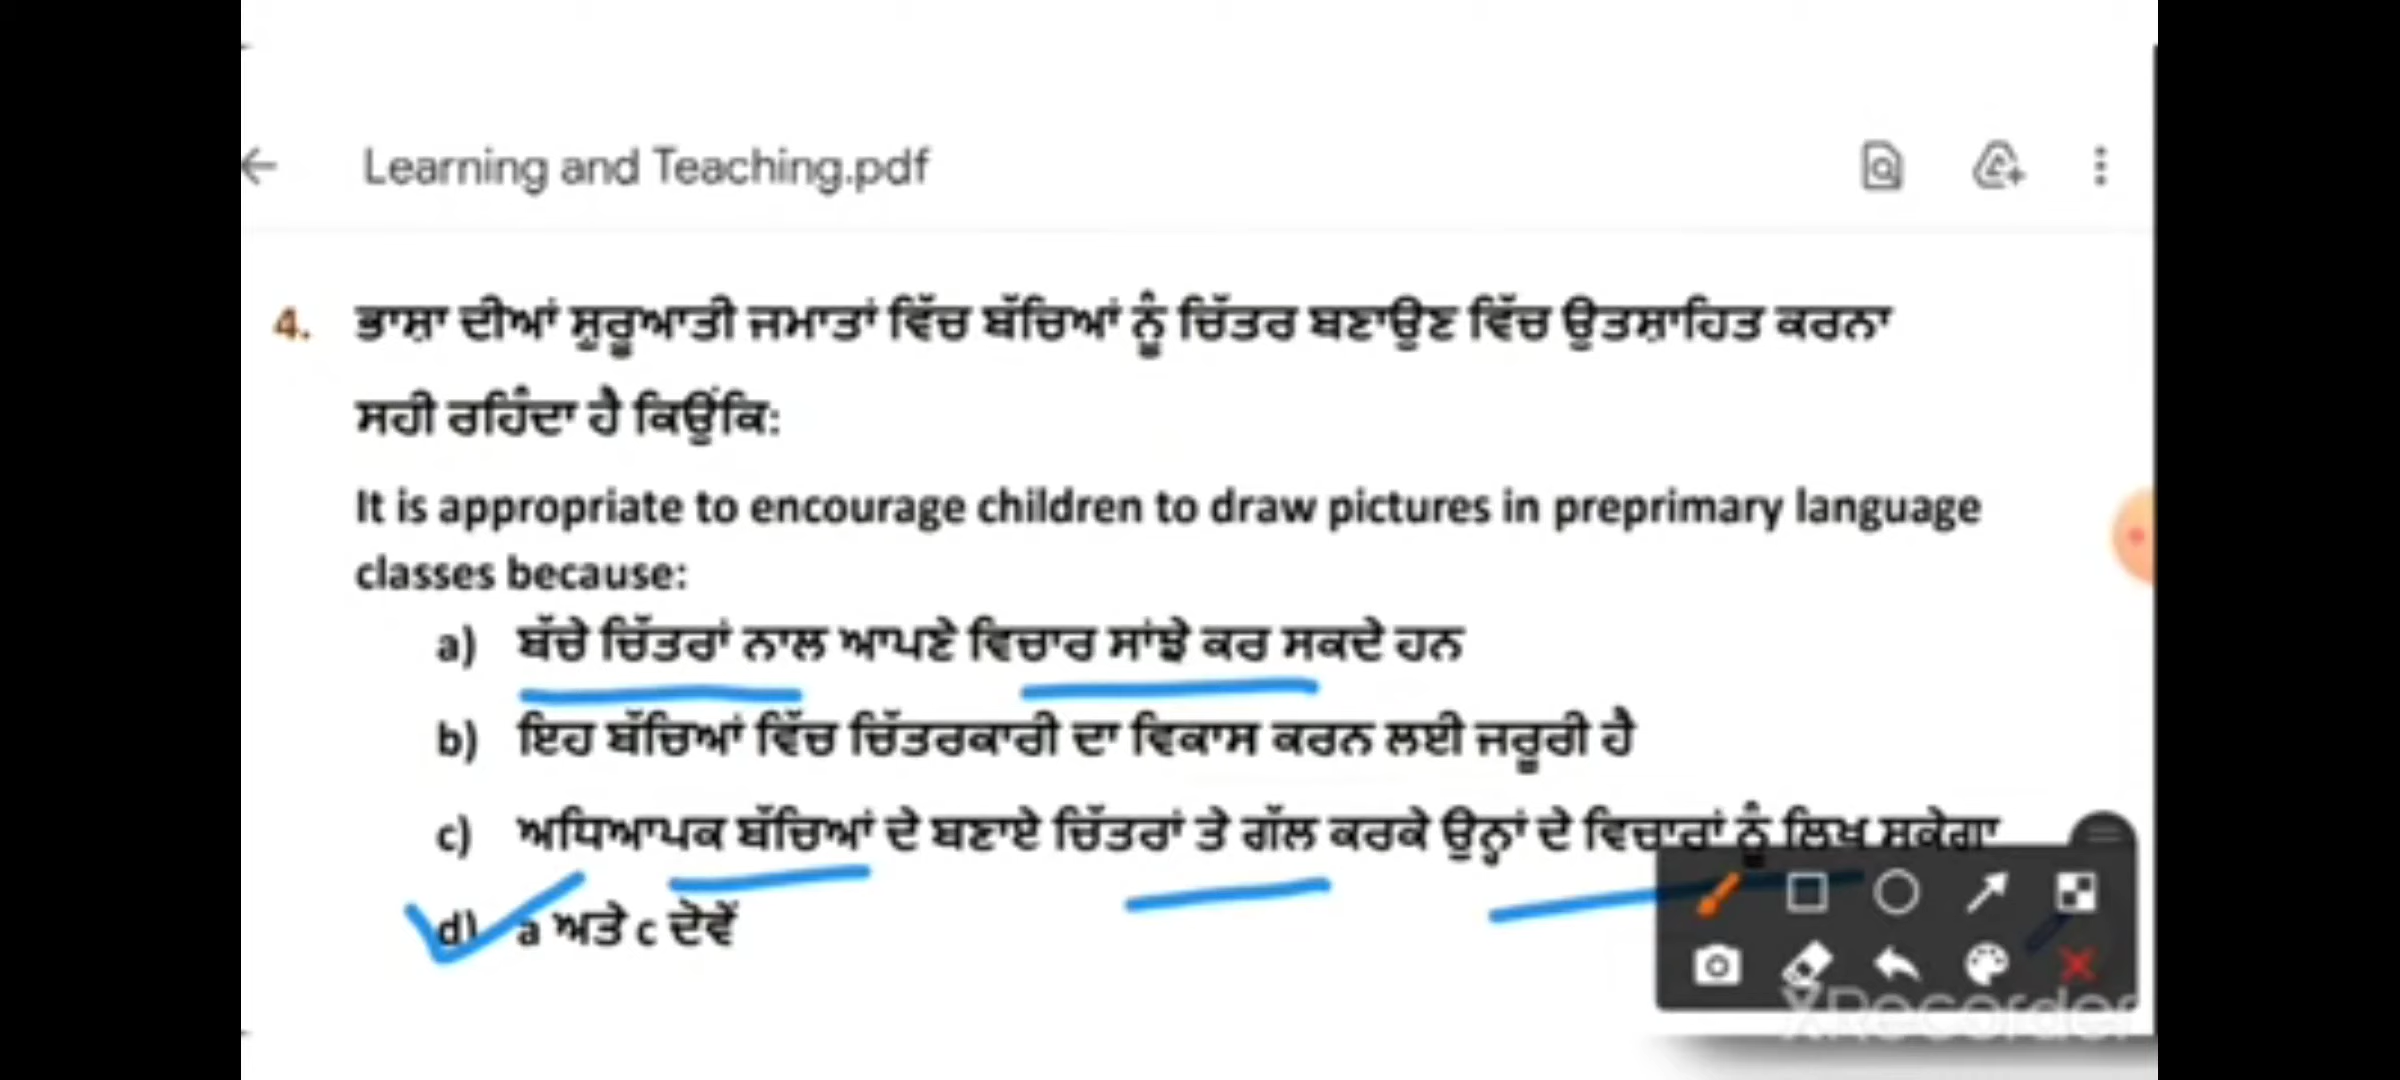 Learning and Teaching.pdf
4. ਭਾਸ਼ਾ ਦੀਆਂ ਸ਼ੁਰੂਆਤੀ ਜਮਾਤਾਂ ਵਿੱਚ ਬੱਚਿਆਂ ਨੂੰ ਚਿੱਤਰ ਬਣਾਉਣ ਵਿੱਚ ਉਤਸ਼ਾਹਿਤ ਕਰਨਾ
ਸਹੀ ਰਹਿੰਦਾ ਹੈ ਕਿਉਂਕਿ:
It is appropriate to encourage children to draw pictures in preprimary language
classes because:
a) ਬੱਚੇ ਚਿੱਤਰਾਂ ਨਾਲ ਆਪਣੇ ਵਿਚਾਰ ਸਾਂਝੇ ਕਰ ਸਕਦੇ ਹਨ
b) ਇਹ ਬੱਚਿਆਂ ਵਿੱਚ ਚਿੱਤਰਕਾਰੀ ਦਾ ਵਿਕਾਸ ਕਰਨ ਲਈ ਜਰੂਰੀ ਹੈ
c) ਅਧਿਆਪਕ ਬੱਚਿਆਂ ਦੇ ਬਣਾਏ ਚਿੱਤਰਾਂ ਤੇ ਗੱਲ ਕਰਕੇ ਉਨ੍ਹਾਂ ਦੇ ਵਿਚਾਰਾਂ ਨੂੰ ਲਿਖ ਸਕੇਗਾ
d) a ਅਤੇ c ਦੋਵੇਂ
XRecorder